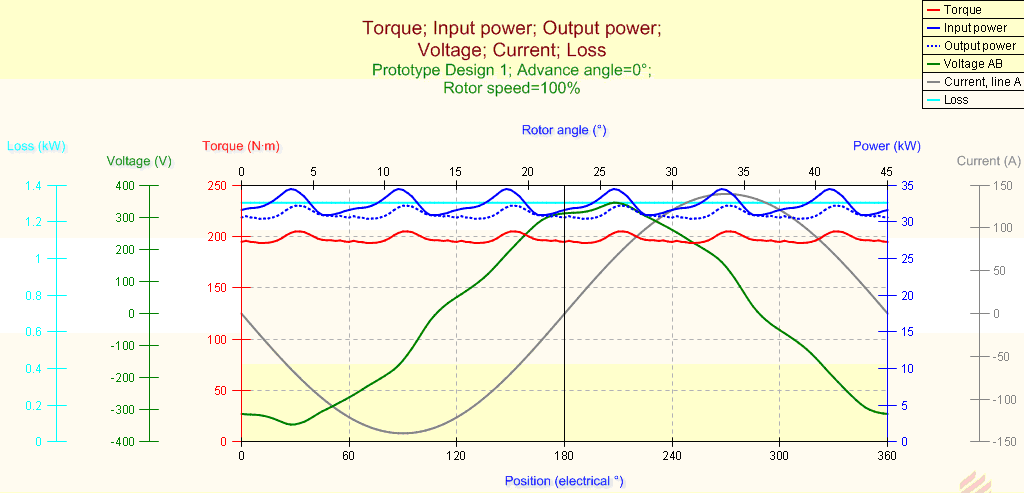 Torque; Input power; Output power;
Voltage; Current; Loss
Prototype Design 1; Advance angle=0°;
Rotor speed=100%
Torque
Input power
Output power
Voltage AB
Current, line A
Loss
Rotor angle (°)
Loss (kW)
Voltage (V)
Torque (N·m)
Power (kW)
Current (A)
0 5 10 15 20 25 30 35 40 45
1.4 400 250 35 150
1.2 300 200 30 100
1 200 25 50
0.8 100 150 20 0
0.6 0 100 15 -50
0.4 -100 50 10 -100
0.2 -200 0 5 -150
0 -300 0
-400
0 60 120 180 240 300 360
Position (electrical °)